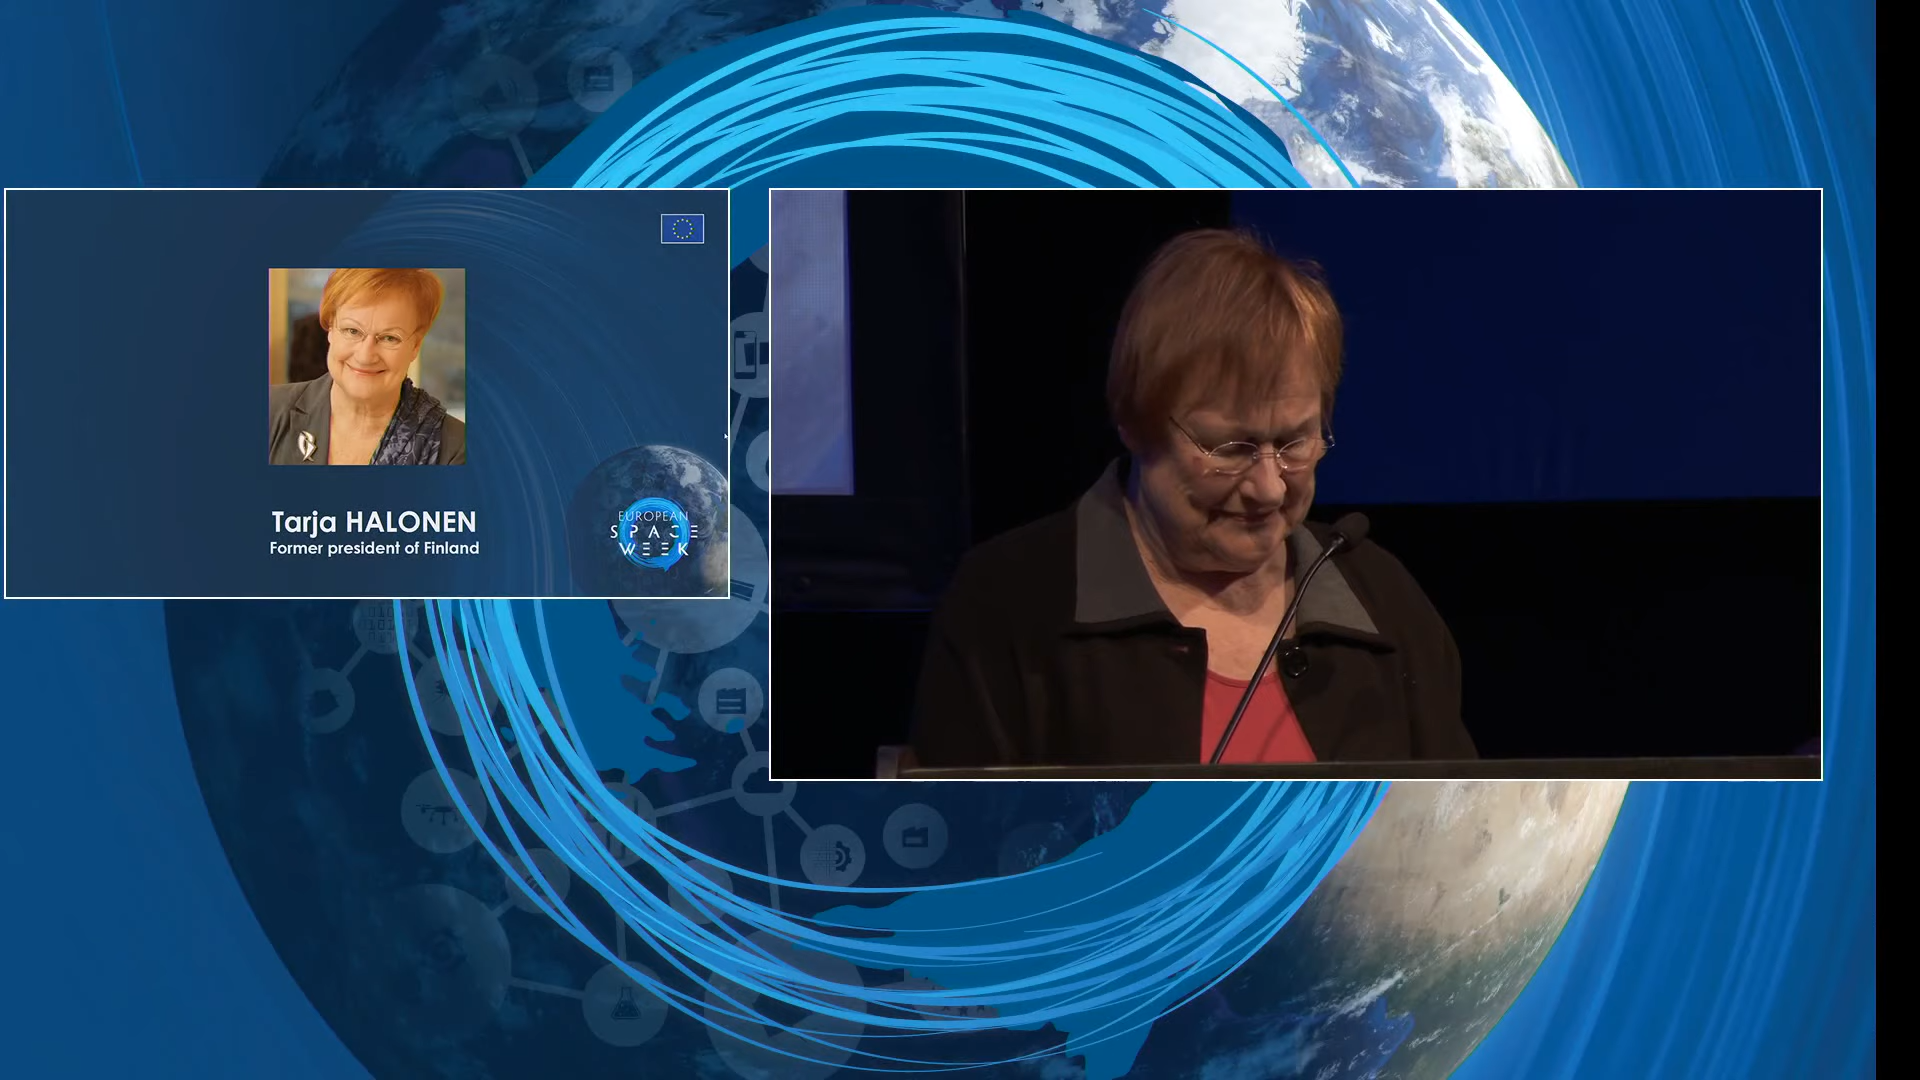 Tarja HALONEN
Former president of Finland
EUROPEAN
SPACE
WEEK